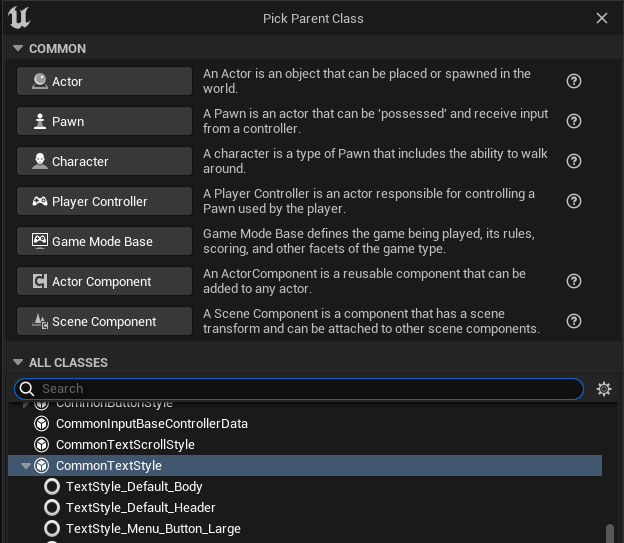 Pick Parent Class
COMMON
Actor
An Actor is an object that can be placed or spawned in the
world.
Pawn
A Pawn is an actor that can be 'possessed' and receive input
from a controller.
Character
A character is a type of Pawn that includes the ability to walk
around.
Player Controller
A Player Controller is an actor responsible for controlling a
Pawn used by the player.
Game Mode Base
Game Mode Base defines the game being played, its rules,
scoring, and other facets of the game type.
Actor Component
An ActorComponent is a reusable component that can be
added to any actor.
Scene Component
A Scene Component is a component that has a scene
transform and can be attached to other scene components.
ALL CLASSES
Search
CommonButtonStyle
CommonInputBaseControllerData
CommonTextScrollStyle
CommonTextStyle
TextStyle_Default_Body
TextStyle_Default_Header
TextStyle_Menu_Button_Large